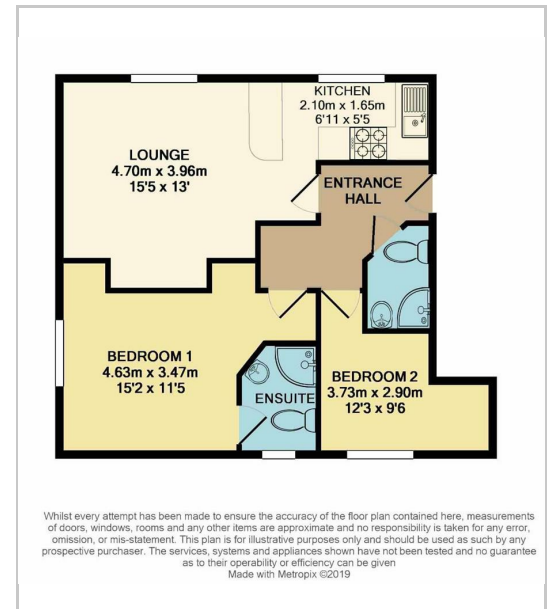 KITCHEN
2.10m x 1.65m
6'11 x 5'5
LOUNGE
4.70m x 3.96m
15'5 x 13'
ENTRANCE
HALL
BEDROOM 1
4.63m x 3.47m
15'2 x 11'5
ENSUITE
BEDROOM 2
3.73m x 2.90m
12'3 x 9'6
Whilst every attempt has been made to ensure the accuracy of the floor plan contained here, measurements
of doors, windows, rooms and any other items are approximate and no responsibility is taken for any error,
omission, or mis-statement. This plan is for illustrative purposes only and should be used as such by any
prospective purchaser. The services, systems and appliances shown have not been tested and no guarantee
as to their operability or efficiency can be given
Made with Metropix ©2019